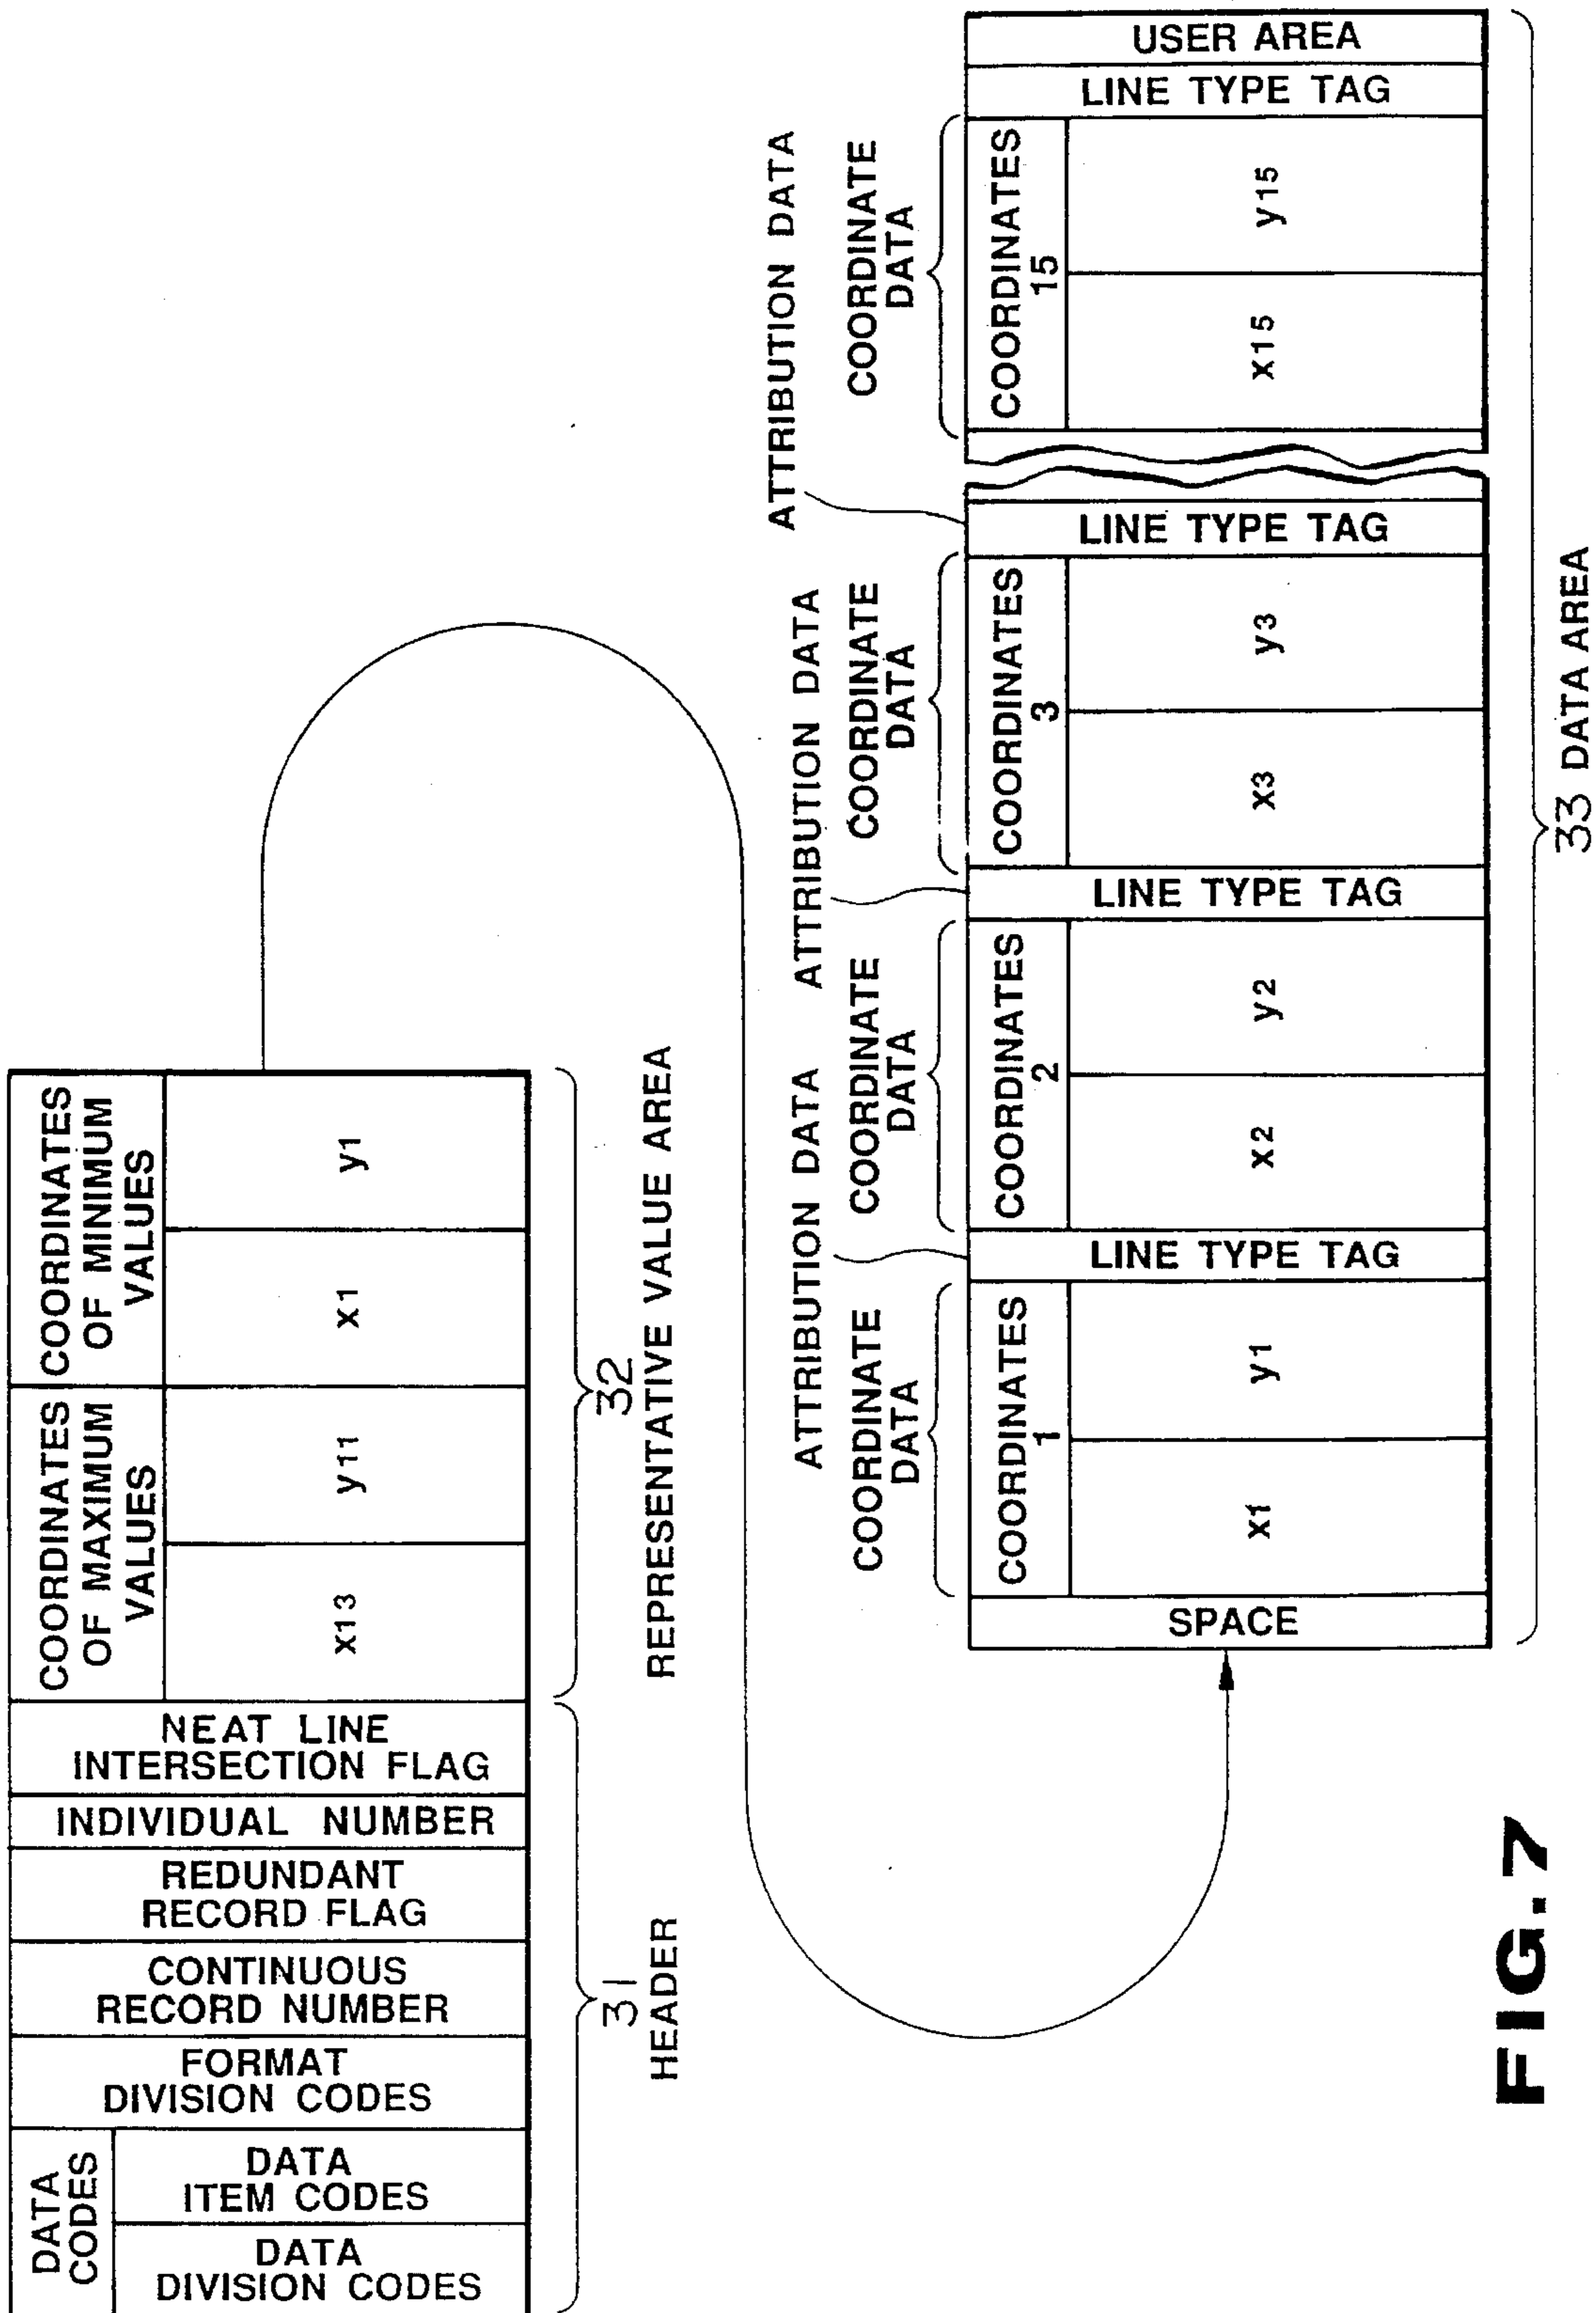 DATA
CODES
DATA
DIVISION CODES
DATA
ITEM CODES
FORMAT
DIVISION CODES
CONTINUOUS
RECORD NUMBER
REDUNDANT
RECORD FLAG
INDIVIDUAL NUMBER
NEAT LINE
INTERSECTION FLAG
COORDINATES
OF MAXIMUM
VALUES
x13
y11
COORDINATES
OF MINIMUM
VALUES
x1
y1
31
HEADER
32
REPRESENTATIVE VALUE AREA
ATTRIBUTION DATA
ATTRIBUTION DATA
ATTRIBUTION DATA
COORDINATE
DATA
COORDINATE
DATA
COORDINATE
DATA
COORDINATE
DATA
SPACE
COORDINATES
1
x1
y1
LINE TYPE TAG
COORDINATES
2
x2
y2
LINE TYPE TAG
COORDINATES
3
x3
y3
LINE TYPE TAG
COORDINATES
15
x15
y15
LINE TYPE TAG
USER AREA
33 DATA AREA
FIG.7